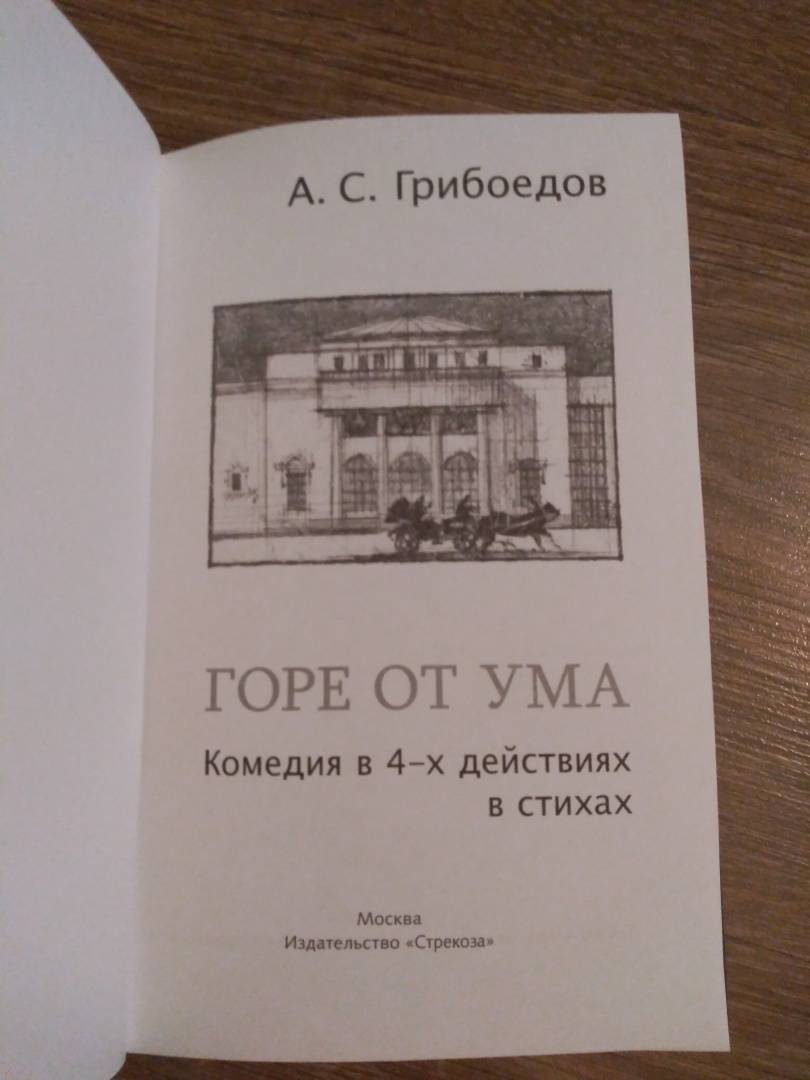 А. С. Грибоедов
ГОРЕ ОТ УМА
Комедия в 4-х действиях
в стихах
Москва
Издательство «Стрекоза»